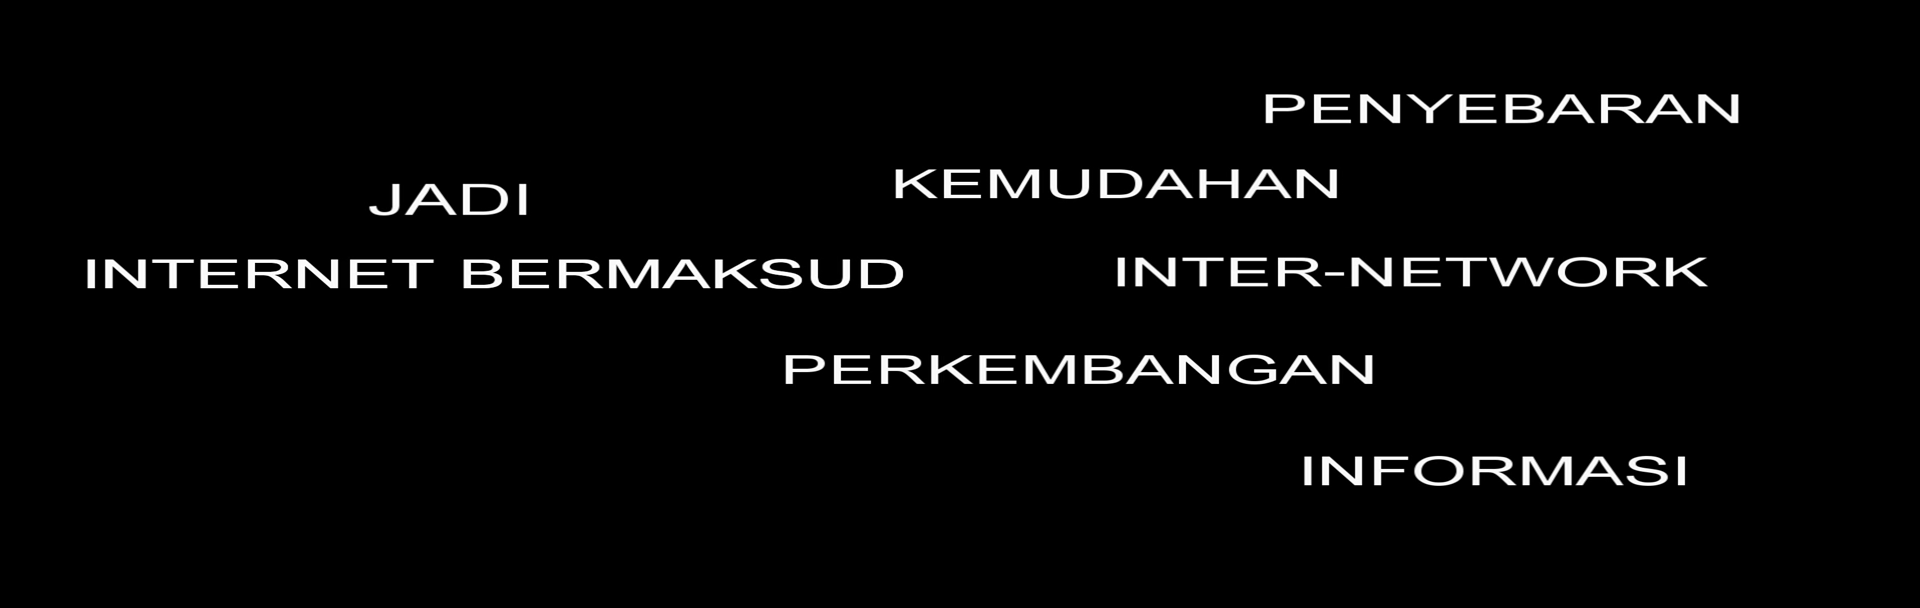 PENYEBARAN
KEMUDAHAN
JADI
INTERNET BERMAKSUD
INTER-NETWORK
PERKEMBANGAN
INFORMASI